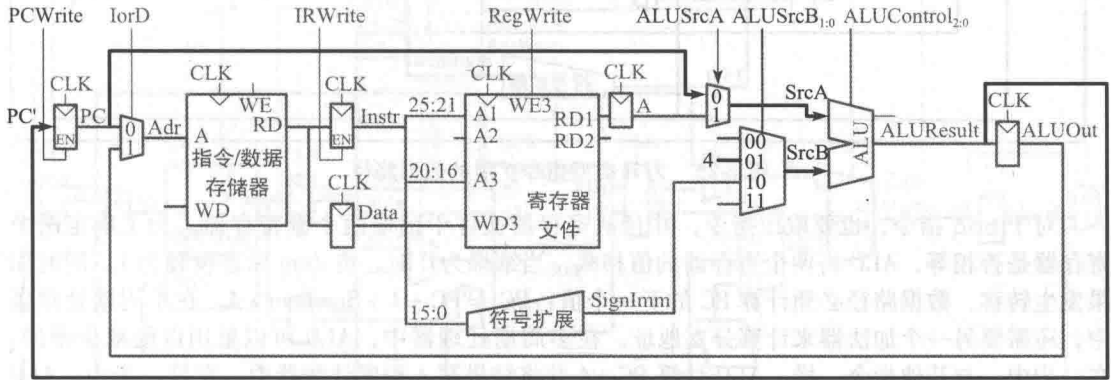 PCWrite IorD IRWrite RegWrite ALUSrcA ALUSrcB1:0 ALUControl2:0
CLK CLK CLK CLK CLK
PC' PC EN
0 1 Adr
WE
A RD
指令/数据
存储器
WD
EN Instr
CLK
Data
25:21
20:16
15:0
A1 WE3
A2 RD1
A3 RD2
寄存器
WD3 文件
A
符号扩展
SignImm
0
1
SrcA
4
00
01
10
11
SrcB
ALU
ALUResult
CLK
ALUOut